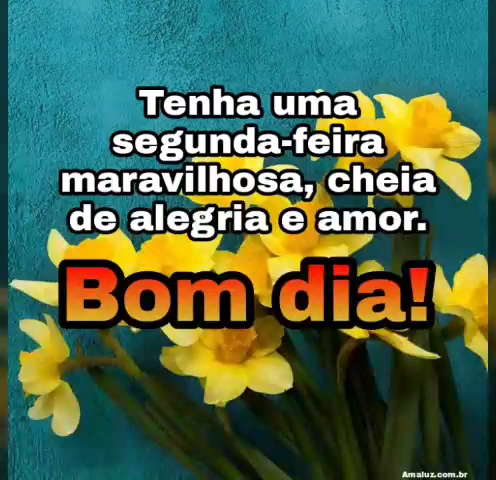 Tenha uma
segunda-feira
maravilhosa, cheia
de alegria e amor.
Bom dia!
Amaluz.com.br